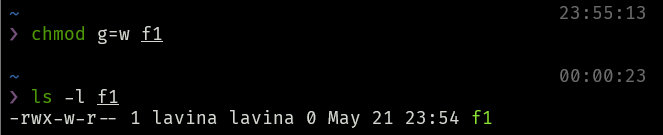 ~ 23:55:13
❯ chmod g=w f1
~ 00:00:23
❯ ls -l f1
-rwx-w-r-- 1 lavina lavina 0 May 21 23:54 f1